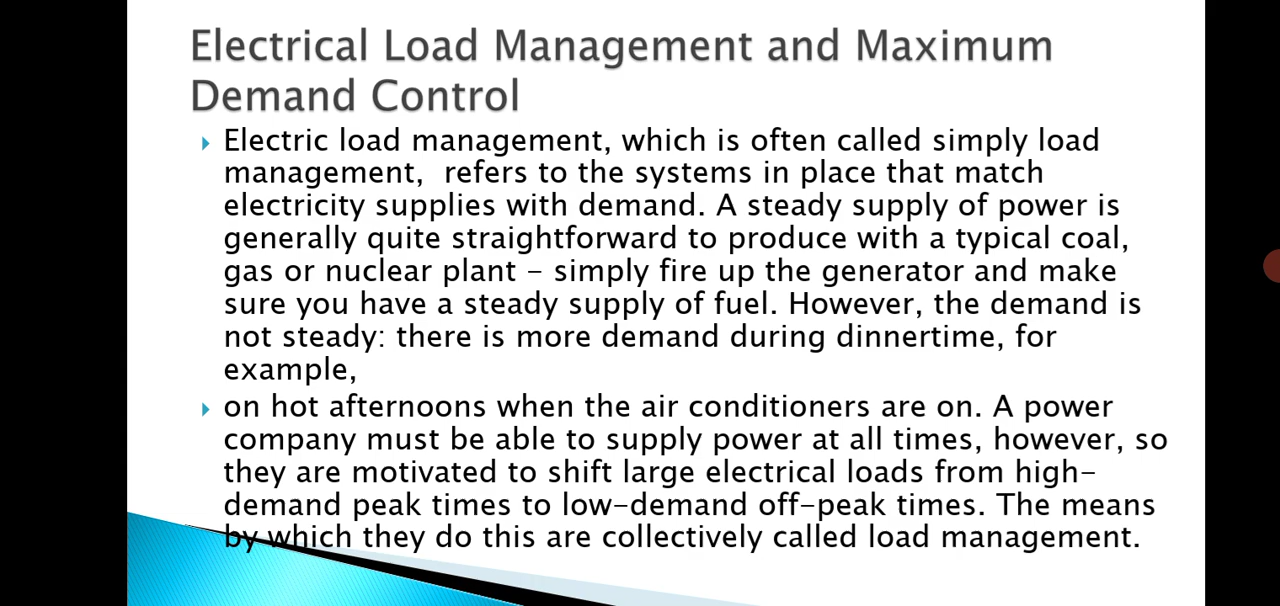 Electrical Load Management and Maximum
Demand Control
Electric load management, which is often called simply load
management,  refers to the systems in place that match
electricity supplies with demand. A steady supply of power is
generally quite straightforward to produce with a typical coal,
gas or nuclear plant – simply fire up the generator and make
sure you have a steady supply of fuel. However, the demand is
not steady: there is more demand during dinnertime, for
example,
on hot afternoons when the air conditioners are on. A power
company must be able to supply power at all times, however, so
they are motivated to shift large electrical loads from high-
demand peak times to low-demand off-peak times. The means
by which they do this are collectively called load management.